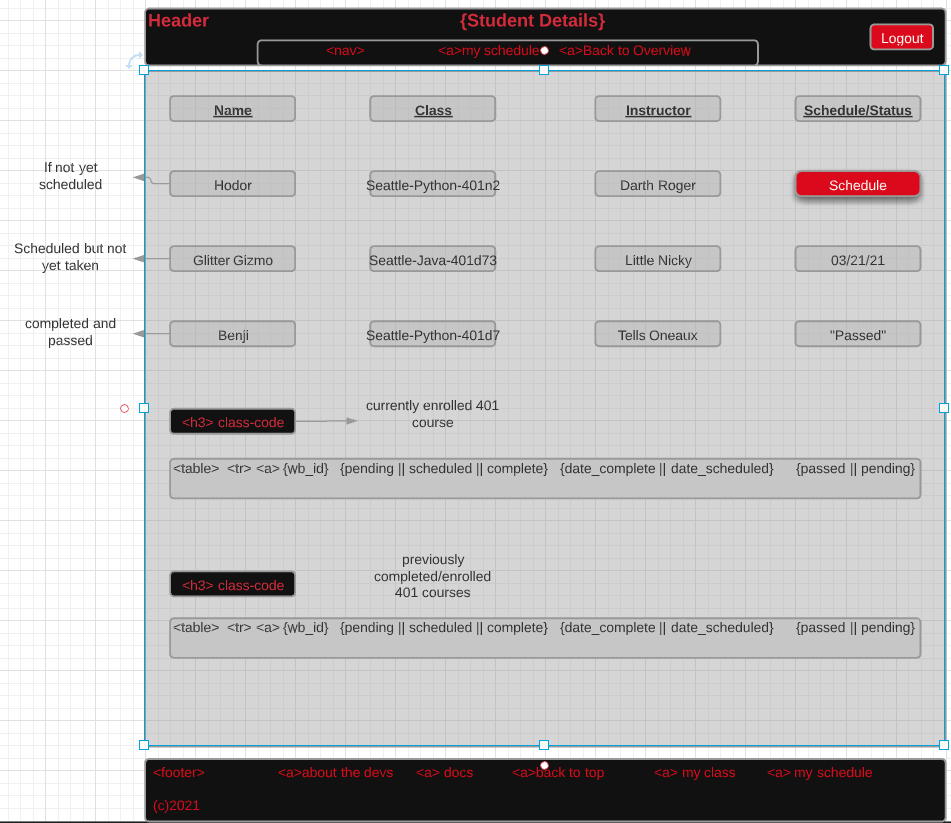 Header {Student Details}
Logout
<nav> <a>my schedule <a>Back to Overview
Name Class Instructor Schedule/Status
If not yet
scheduled
Hodor Seattle-Python-401n2 Darth Roger Schedule
Scheduled but not
yet taken
Glitter Gizmo Seattle-Java-401d73 Little Nicky 03/21/21
completed and
passed
Benji Seattle-Python-401d7 Tells Oneaux "Passed"
<h3> class-code
currently enrolled 401
course
<table> <tr> <a> {wb_id} {pending || scheduled || complete} {date_complete || date_scheduled} {passed || pending}
previously
completed/enrolled
401 courses
<h3> class-code
<table> <tr> <a> {wb_id} {pending || scheduled || complete} {date_complete || date_scheduled} {passed || pending}
<footer> <a>about the devs <a> docs <a>back to top <a> my class <a> my schedule
(c)2021